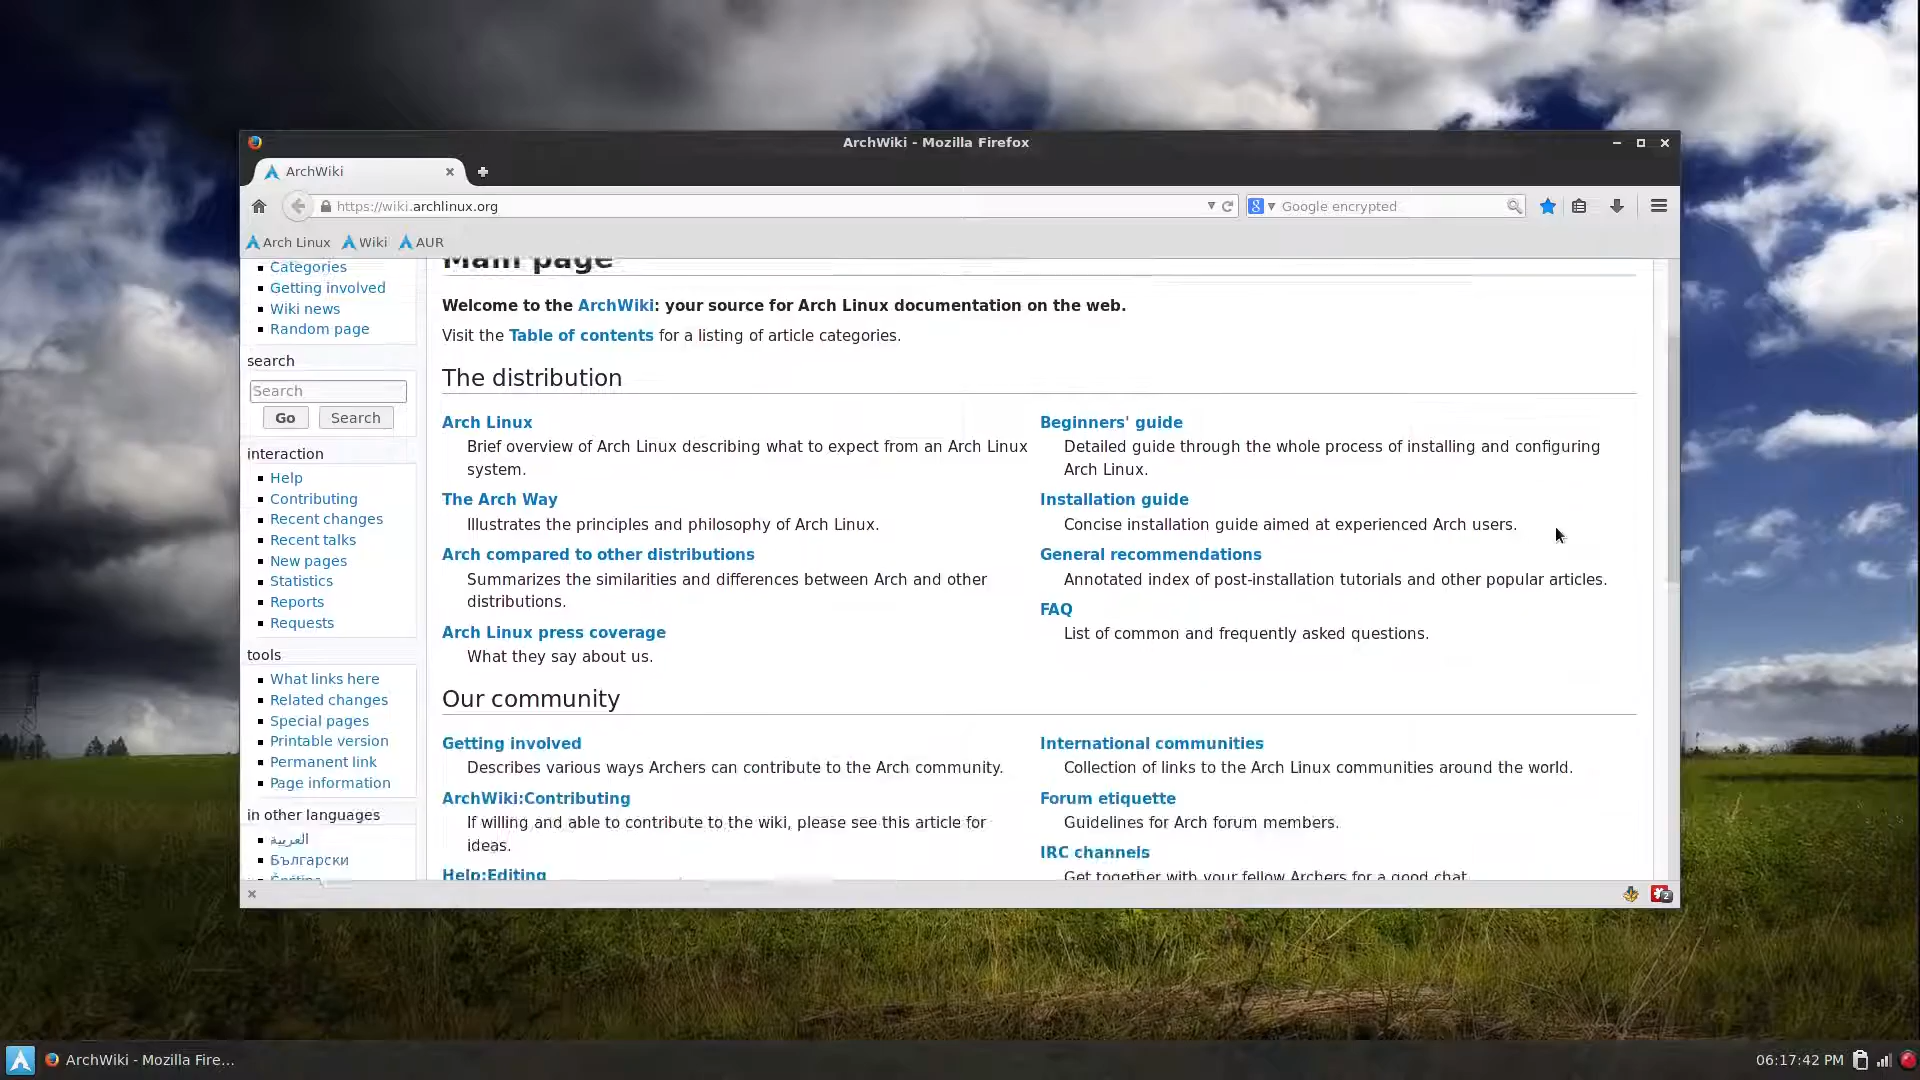 ArchWiki - Mozilla Firefox
ArchWiki
https://wiki.archlinux.org
Google encrypted
Arch Linux Wiki AUR
Main page
Categories
Getting involved
Wiki news
Random page
search
Search
Go Search
interaction
Help
Contributing
Recent changes
Recent talks
New pages
Statistics
Reports
Requests
tools
What links here
Related changes
Special pages
Printable version
Permanent link
Page information
in other languages
العربية
Български
Welcome to the ArchWiki: your source for Arch Linux documentation on the web.
Visit the Table of contents for a listing of article categories.
The distribution
Arch Linux
Brief overview of Arch Linux describing what to expect from an Arch Linux
system.
The Arch Way
Illustrates the principles and philosophy of Arch Linux.
Arch compared to other distributions
Summarizes the similarities and differences between Arch and other
distributions.
Arch Linux press coverage
What they say about us.
Beginners' guide
Detailed guide through the whole process of installing and configuring
Arch Linux.
Installation guide
Concise installation guide aimed at experienced Arch users.
General recommendations
Annotated index of post-installation tutorials and other popular articles.
FAQ
List of common and frequently asked questions.
Our community
Getting involved
Describes various ways Archers can contribute to the Arch community.
ArchWiki:Contributing
If willing and able to contribute to the wiki, please see this article for
ideas.
Help:Editing
International communities
Collection of links to the Arch Linux communities around the world.
Forum etiquette
Guidelines for Arch forum members.
IRC channels
Get together with your fellow Archers for a good chat
2
ArchWiki - Mozilla Fire...
06:17:42 PM